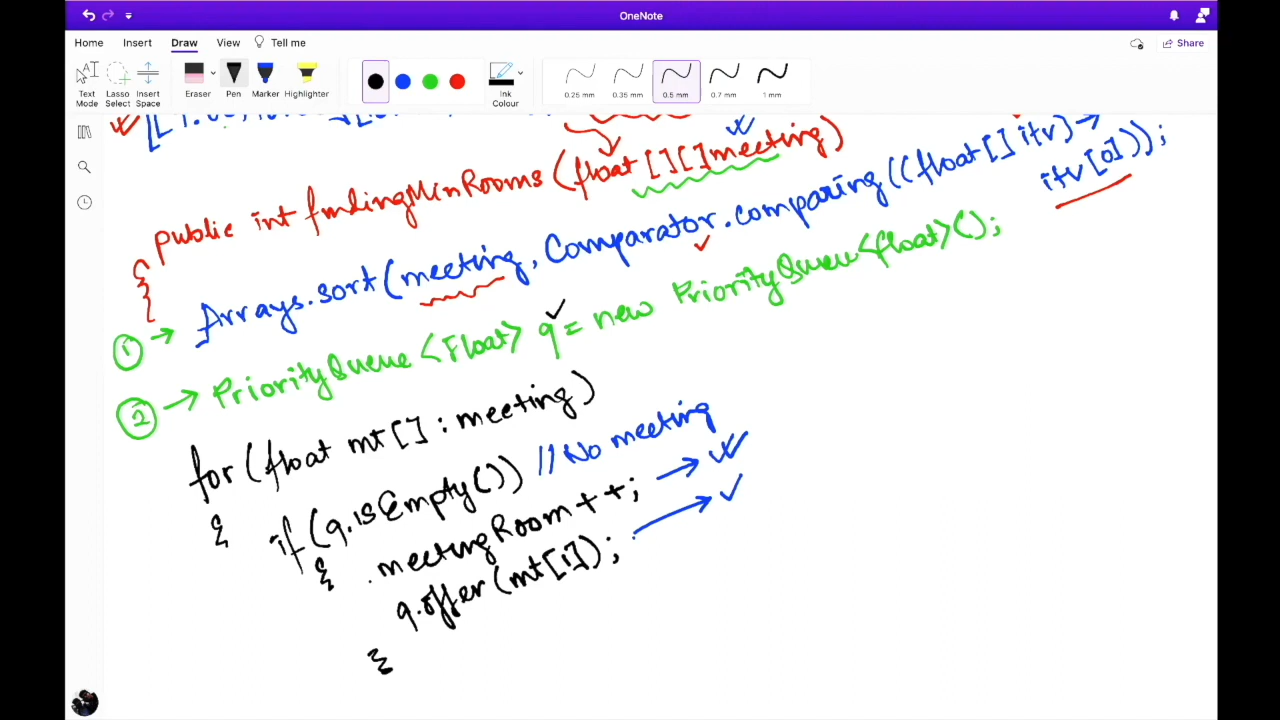 OneNote
Home Insert Draw View Tell me
Share
Text Mode
Lasso Select
Insert Space
Eraser
Pen
Marker
Highlighter
Ink Colour
0.25 mm
0.35 mm
0.5 mm
0.7 mm
1 mm
public int findingMinRooms (float [][] meeting)
{
① → Arrays.sort(meeting, Comparator.comparing((float[] itv) → itv[0]));
② → PriorityQueue <Float> q = new PriorityQueue <float>();
for (float mt [] : meeting)
{ if (q.isEmpty()) // No meeting
{ meetingRoom ++;
q.offer (mt[1]);
}